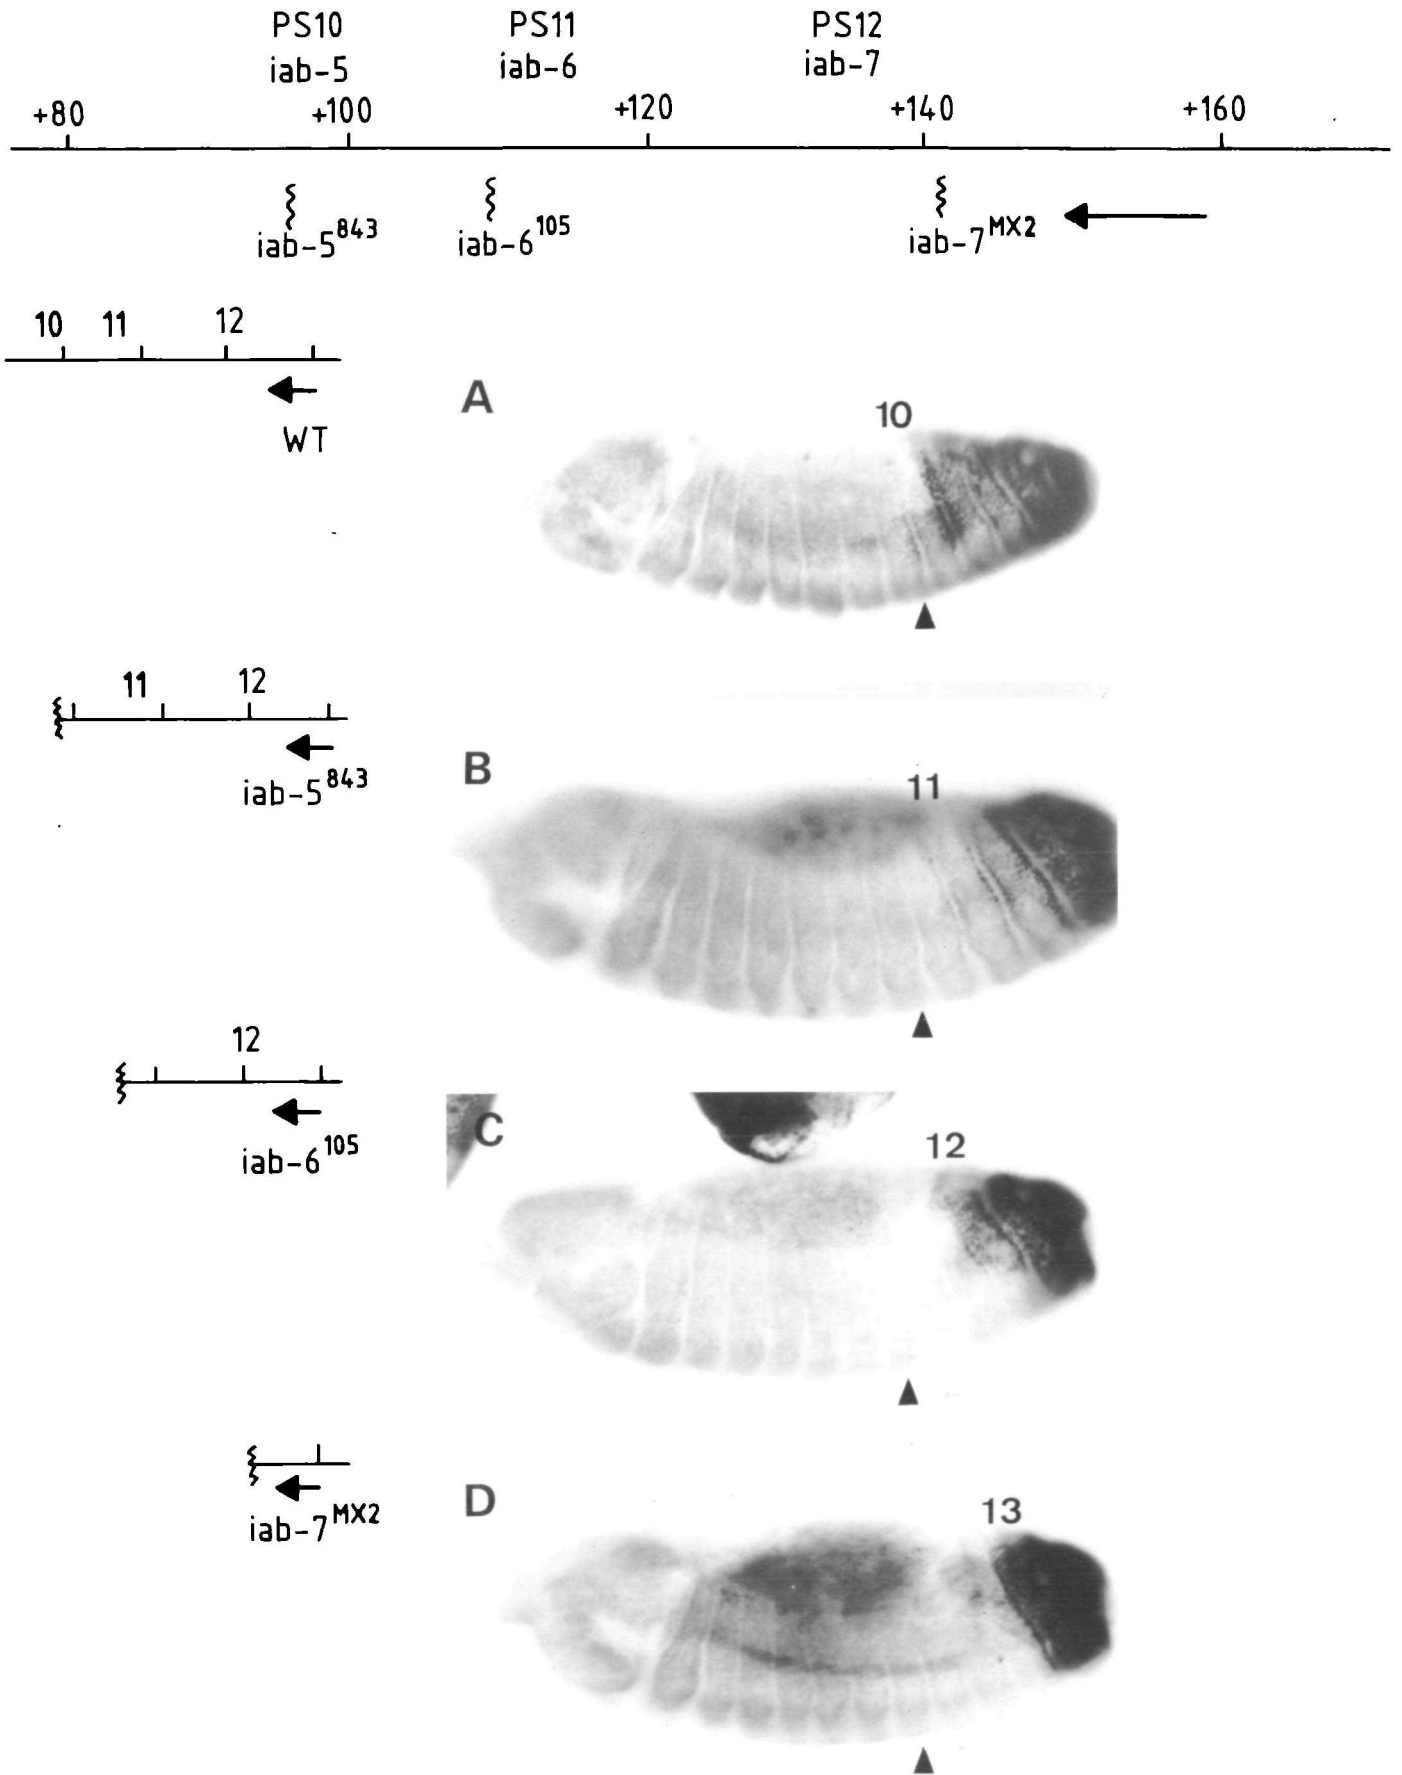 PS10 PS11 PS12
iab-5 iab-6 iab-7
+80 +100 +120 +140 +160
iab-5⁸⁴³ iab-6¹⁰⁵ iab-7ᴹˣ²
10 11 12
WT
A
10
11 12
iab-5⁸⁴³
B
11
12
iab-6¹⁰⁵
C
12
iab-7ᴹˣ²
D
13